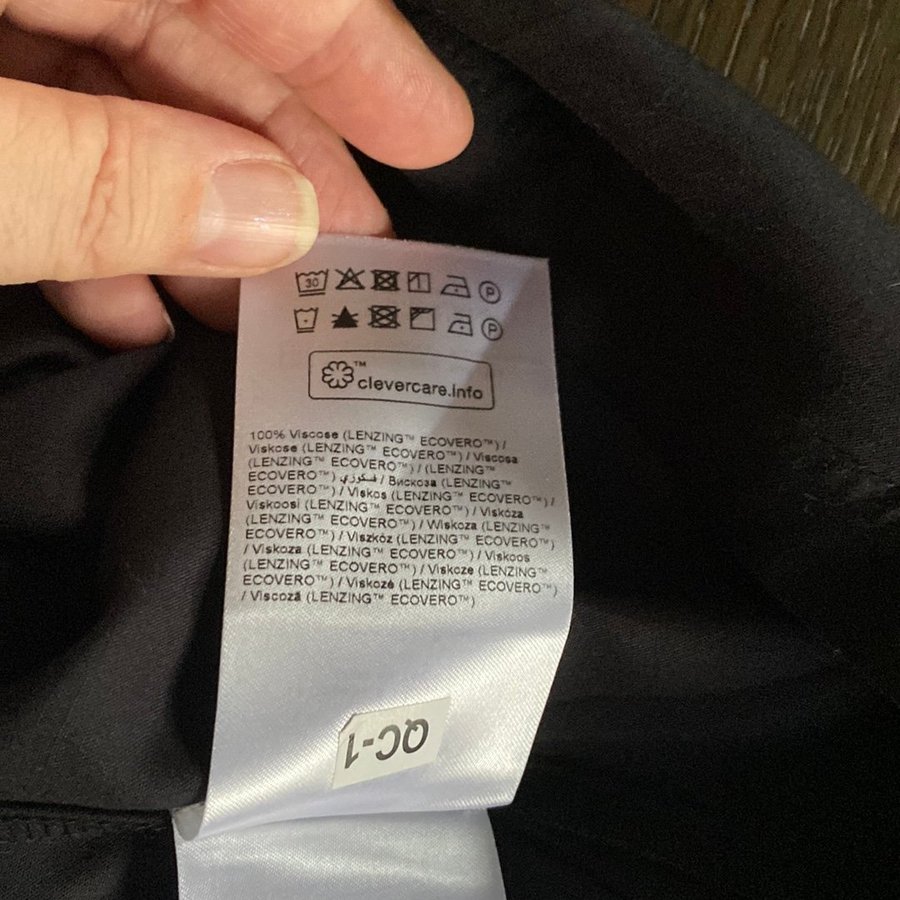 30 P
P
™ clevercare.info
100% Viscose (LENZING™ ECOVERO™) /
Viskose (LENZING™ ECOVERO™) / Viscosa
(LENZING™ ECOVERO™) / (LENZING™
ECOVERO™) فسكوزي / Вискоза (LENZING™
ECOVERO™) / Viskos (LENZING™ ECOVERO™) /
Viskoosi (LENZING™ ECOVERO™) / Viskóza
(LENZING™ ECOVERO™) / Wiskoza (LENZING™
ECOVERO™) / Viszkóz (LENZING™ ECOVERO™)
/ Viskoza (LENZING™ ECOVERO™) / Viskoos
(LENZING™ ECOVERO™) / Viskoze (LENZING™
ECOVERO™) / Viskozė (LENZING™ ECOVERO™)
/ Viscoză (LENZING™ ECOVERO™)
QC-1